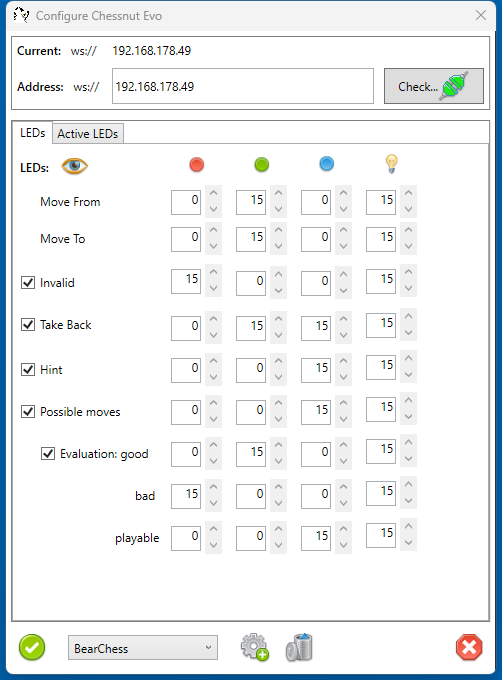 Configure Chessnut Evo
Current: ws:// 192.168.178.49
Address: ws:// 192.168.178.49 Check...
LEDs Active LEDs
LEDs:
Move From 0 15 0 15
Move To 0 15 0 15
Invalid 15 0 0 15
Take Back 0 15 15 15
Hint 0 0 15 15
Possible moves 0 0 15 15
Evaluation: good 0 15 0 15
bad 15 0 0 15
playable 0 0 15 15
BearChess